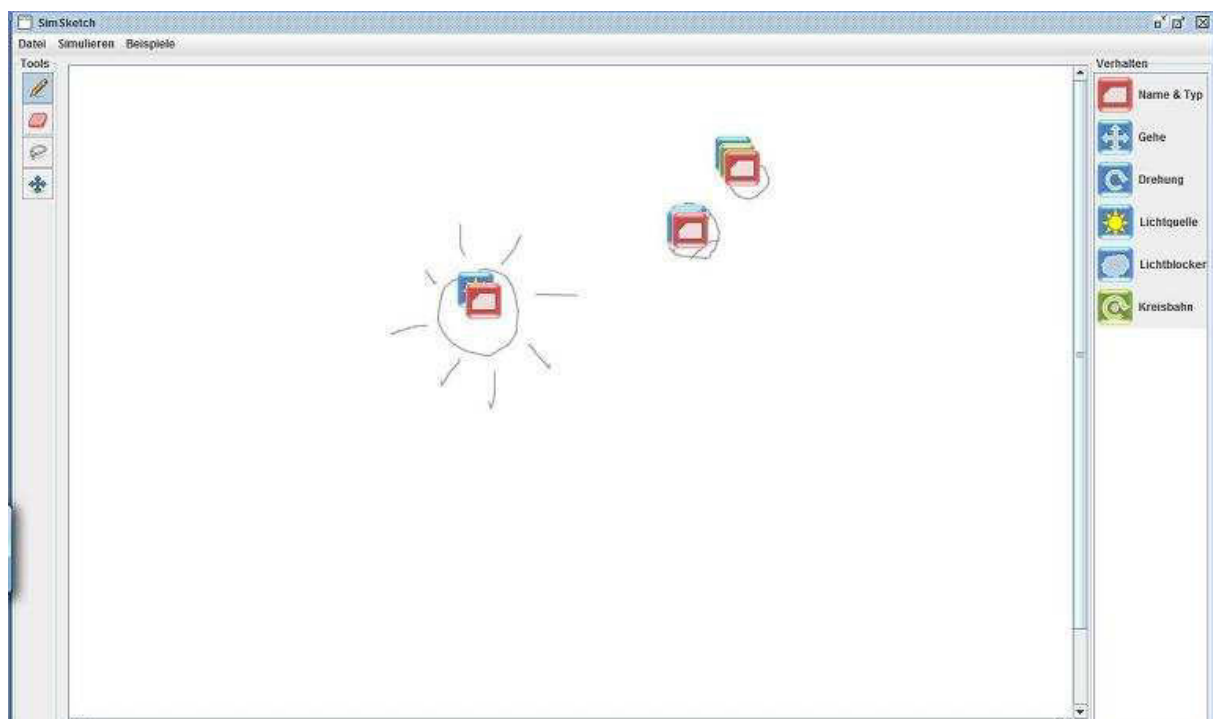 SimSketch
Datei Simulieren Beispiele
Tools
Verhalten
Name & Typ
Gehe
Drehung
Lichtquelle
Lichtblocker
Kreisbahn